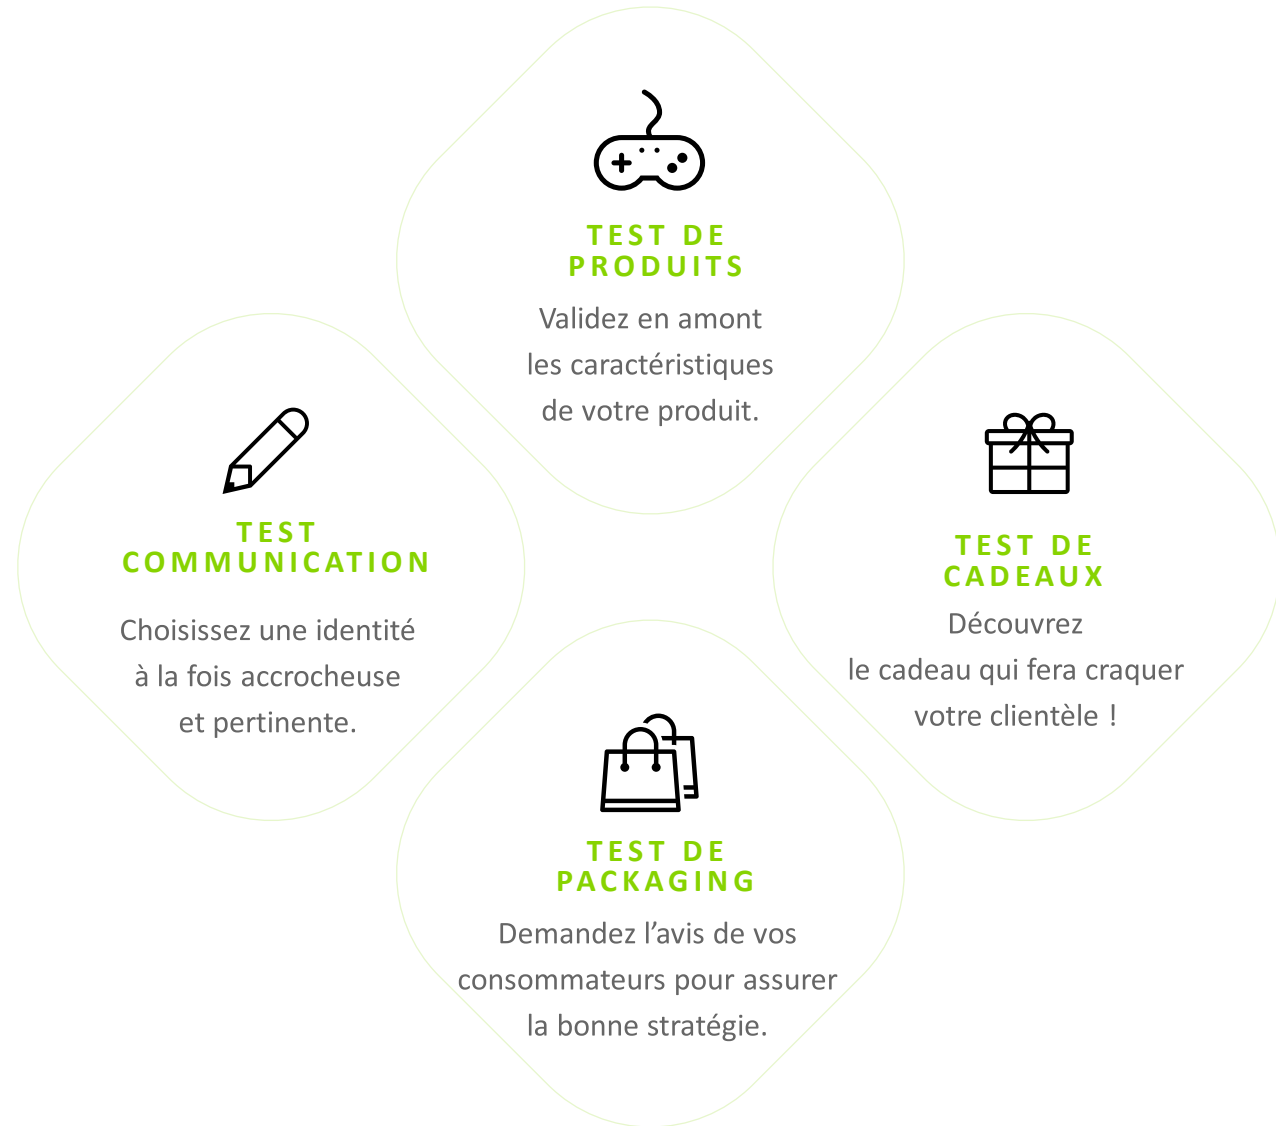 TEST DE
PRODUITS
Validez en amont
les caractéristiques
de votre produit.
TEST
COMMUNICATION
Choisissez une identité
à la fois accrocheuse
et pertinente.
TEST DE
CADEAUX
Découvrez
le cadeau qui fera craquer
votre clientèle !
TEST DE
PACKAGING
Demandez l’avis de vos
consommateurs pour assurer
la bonne stratégie.